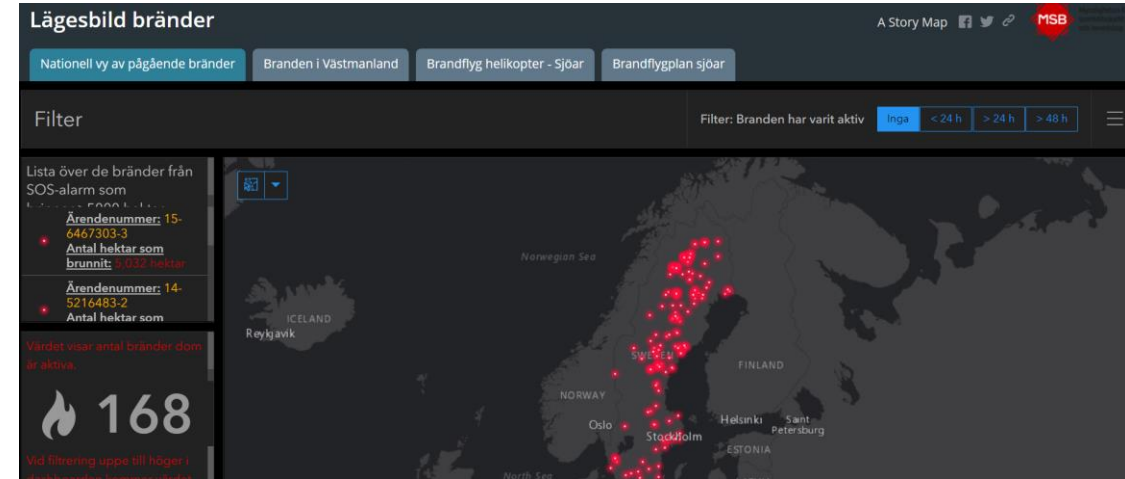 Lägesbild bränder
A Story Map
MSB
Nationell vy av pågående bränder
Branden i Västmanland
Brandflyg helikopter - Sjöar
Brandflygplan sjöar
Filter
Filter: Branden har varit aktiv
Inga
< 24 h
> 24 h
> 48 h
Lista över de bränder från
SOS-alarm som
Ärendenummer: 15-
6467303-3
Antal hektar som
brunnit: 5,032 hektar
Ärendenummer: 14-
5216483-2
Antal hektar som
Värdet visar antal bränder dom
är aktiva.
168
Vid filtrering uppe till höger i
Norwegian Sea
ICELAND
Reykjavik
SWEDEN
FINLAND
NORWAY
Oslo
Stockholm
Helsinki
Saint
Petersburg
ESTONIA
North Sea